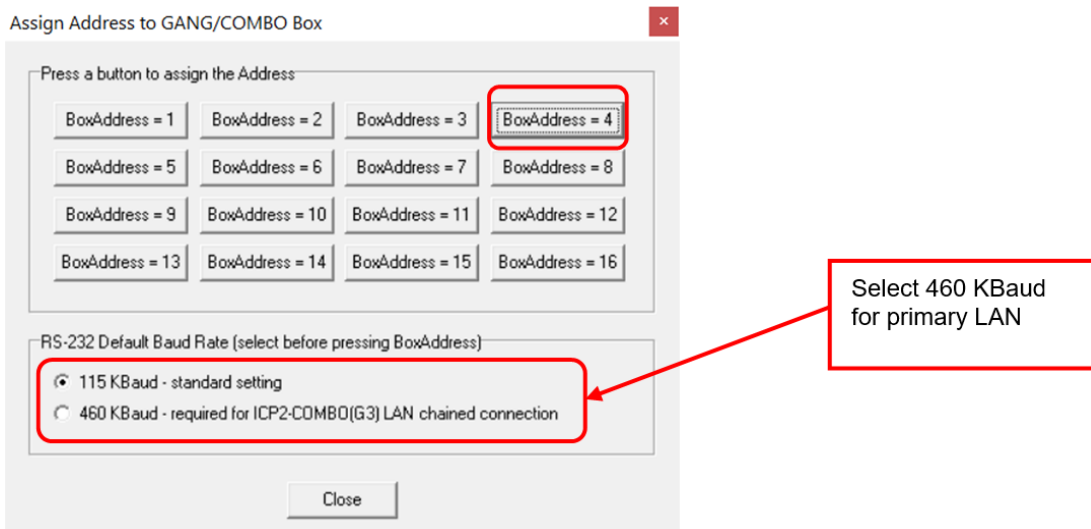 Assign Address to GANG/COMBO Box
Press a button to assign the Address
BoxAddress = 1 BoxAddress = 2 BoxAddress = 3 BoxAddress = 4
BoxAddress = 5 BoxAddress = 6 BoxAddress = 7 BoxAddress = 8
BoxAddress = 9 BoxAddress = 10 BoxAddress = 11 BoxAddress = 12
BoxAddress = 13 BoxAddress = 14 BoxAddress = 15 BoxAddress = 16
RS-232 Default Baud Rate (select before pressing BoxAddress)
115 KBaud - standard setting
460 KBaud - required for ICP2-COMBO(G3) LAN chained connection
Close
Select 460 KBaud
for primary LAN